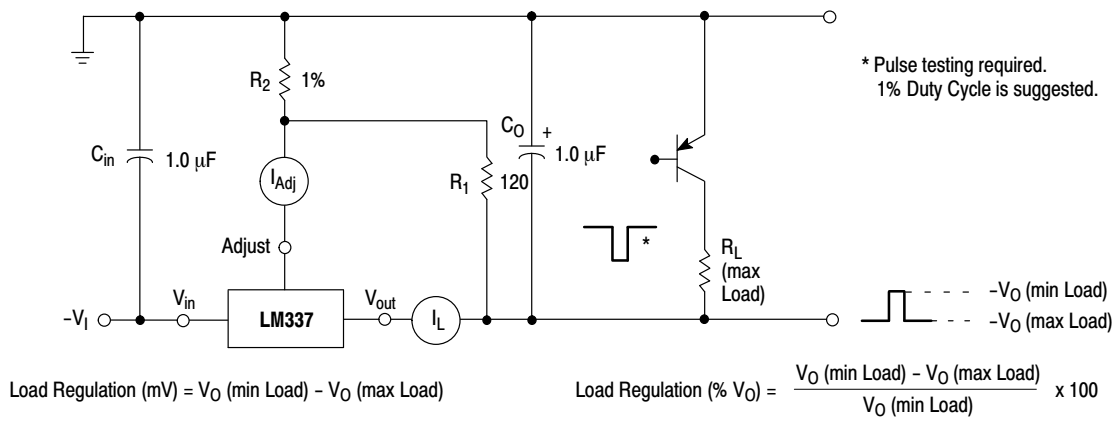 * Pulse testing required.
1% Duty Cycle is suggested.
R2 1%
CO +
1.0 μF
Cin 1.0 μF
IAdj
R1 120
Adjust
*
RL
(max
Load)
–VI
Vin
LM337
Vout
IL
–VO (min Load)
–VO (max Load)
Load Regulation (mV) = VO (min Load) – VO (max Load)
Load Regulation (% VO) = VO (min Load) – VO (max Load) x 100
VO (min Load)